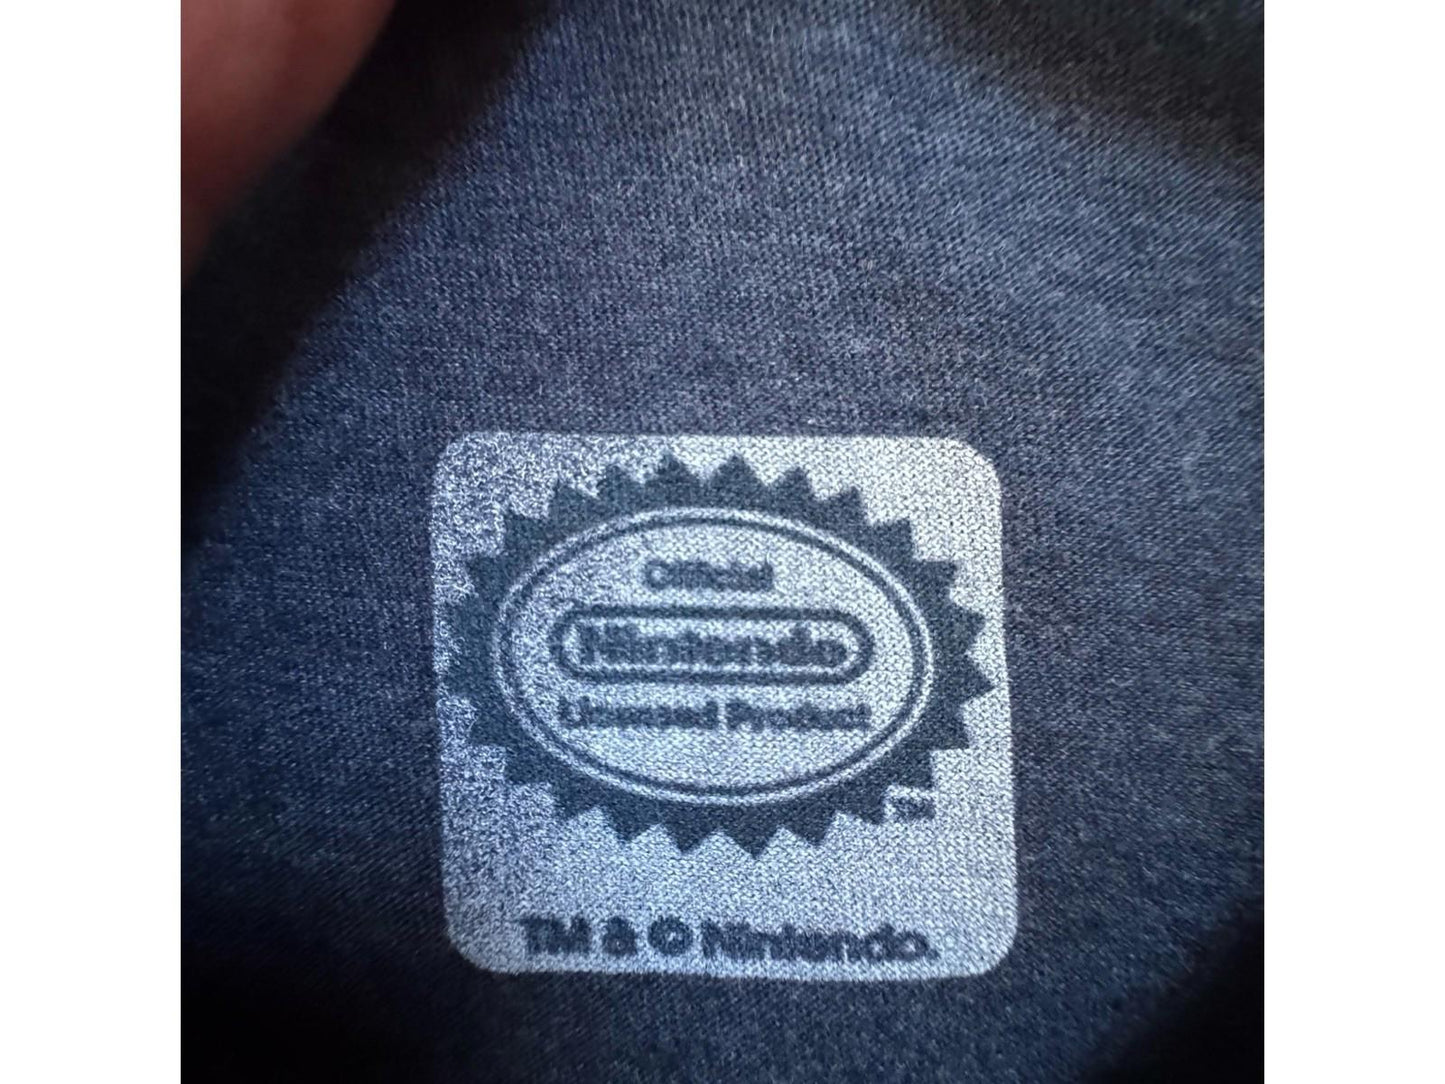 Official
Nintendo
Licensed Product
TM
TM & © Nintendo.